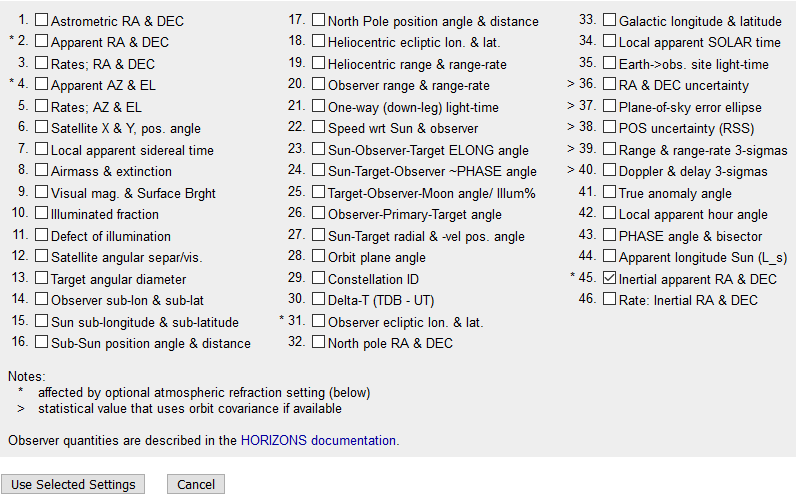 1. Astrometric RA & DEC
* 2. Apparent RA & DEC
3. Rates; RA & DEC
* 4. Apparent AZ & EL
5. Rates; AZ & EL
6. Satellite X & Y, pos. angle
7. Local apparent sidereal time
8. Airmass & extinction
9. Visual mag. & Surface Brght
10. Illuminated fraction
11. Defect of illumination
12. Satellite angular separ/vis.
13. Target angular diameter
14. Observer sub-lon & sub-lat
15. Sun sub-longitude & sub-latitude
16. Sub-Sun position angle & distance
17. North Pole position angle & distance
18. Heliocentric ecliptic lon. & lat.
19. Heliocentric range & range-rate
20. Observer range & range-rate
21. One-way (down-leg) light-time
22. Speed wrt Sun & observer
23. Sun-Observer-Target ELONG angle
24. Sun-Target-Observer ~PHASE angle
25. Target-Observer-Moon angle/ Illum%
26. Observer-Primary-Target angle
27. Sun-Target radial & -vel pos. angle
28. Orbit plane angle
29. Constellation ID
30. Delta-T (TDB - UT)
* 31. Observer ecliptic lon. & lat.
32. North pole RA & DEC
33. Galactic longitude & latitude
34. Local apparent SOLAR time
35. Earth->obs. site light-time
> 36. RA & DEC uncertainty
> 37. Plane-of-sky error ellipse
> 38. POS uncertainty (RSS)
> 39. Range & range-rate 3-sigmas
> 40. Doppler & delay 3-sigmas
41. True anomaly angle
42. Local apparent hour angle
43. PHASE angle & bisector
44. Apparent longitude Sun (L_s)
* 45. Inertial apparent RA & DEC
46. Rate: Inertial RA & DEC
Notes:
* affected by optional atmospheric refraction setting (below)
> statistical value that uses orbit covariance if available
Observer quantities are described in the HORIZONS documentation.
Use Selected Settings
Cancel